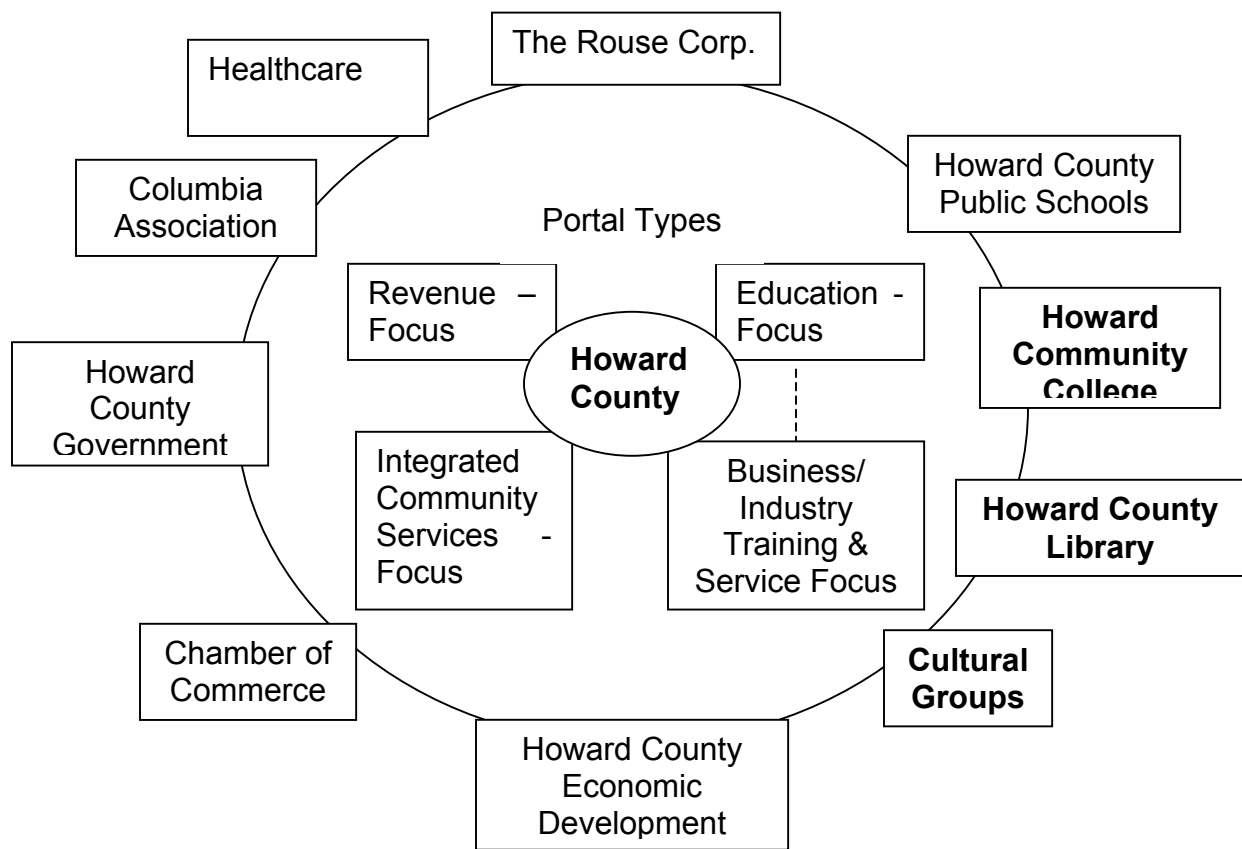 The Rouse Corp.
Healthcare
Columbia
Association
Howard County
Public Schools
Portal Types
Revenue –
Focus
Education -
Focus
Howard
County
Howard
Community
College
Howard
County
Government
Integrated
Community
Services -
Focus
Business/
Industry
Training &
Service Focus
Howard County
Library
Chamber of
Commerce
Cultural
Groups
Howard County
Economic
Development